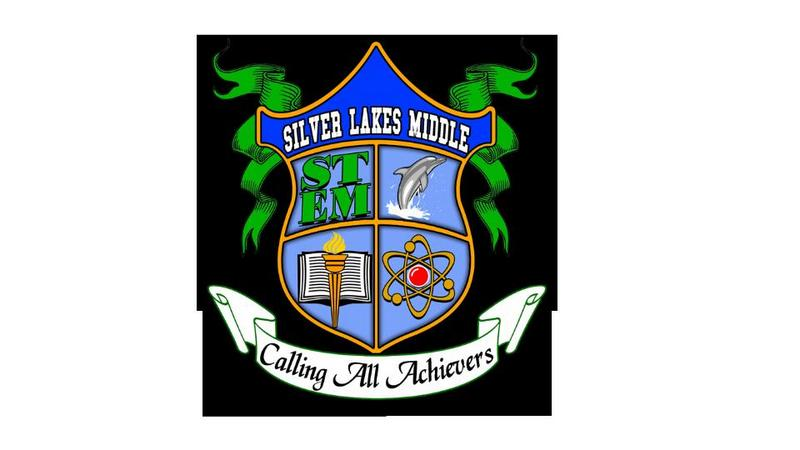 SILVER LAKES MIDDLE
ST
EM
Calling All Achievers